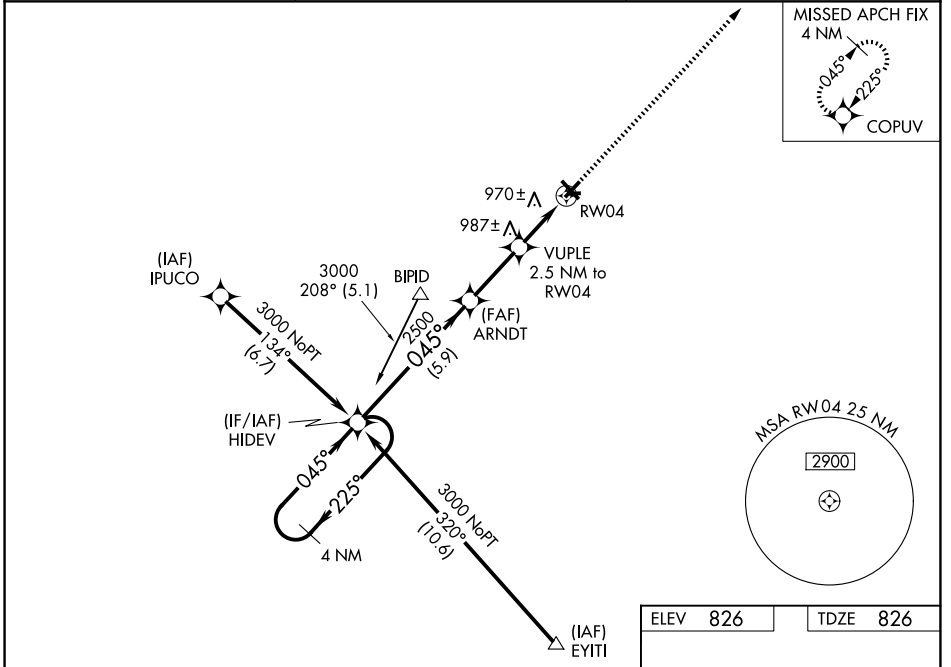 MISSED APCH FIX
4 NM
045°
225°
COPUV
970±
RW04
987±
VUPLE
2.5 NM to
RW04
(IAF)
IPUCO
3000
208° (5.1)
BIPID
(FAF)
ARNDT
3000 NoPT
134°
(6.7)
2500
045°
(5.9)
(IF/IAF)
HIDEV
045°
225°
4 NM
3000 NoPT
320°
(10.6)
(IAF)
EYITI
MSA RW04 25 NM
2900
ELEV 826
TDZE 826